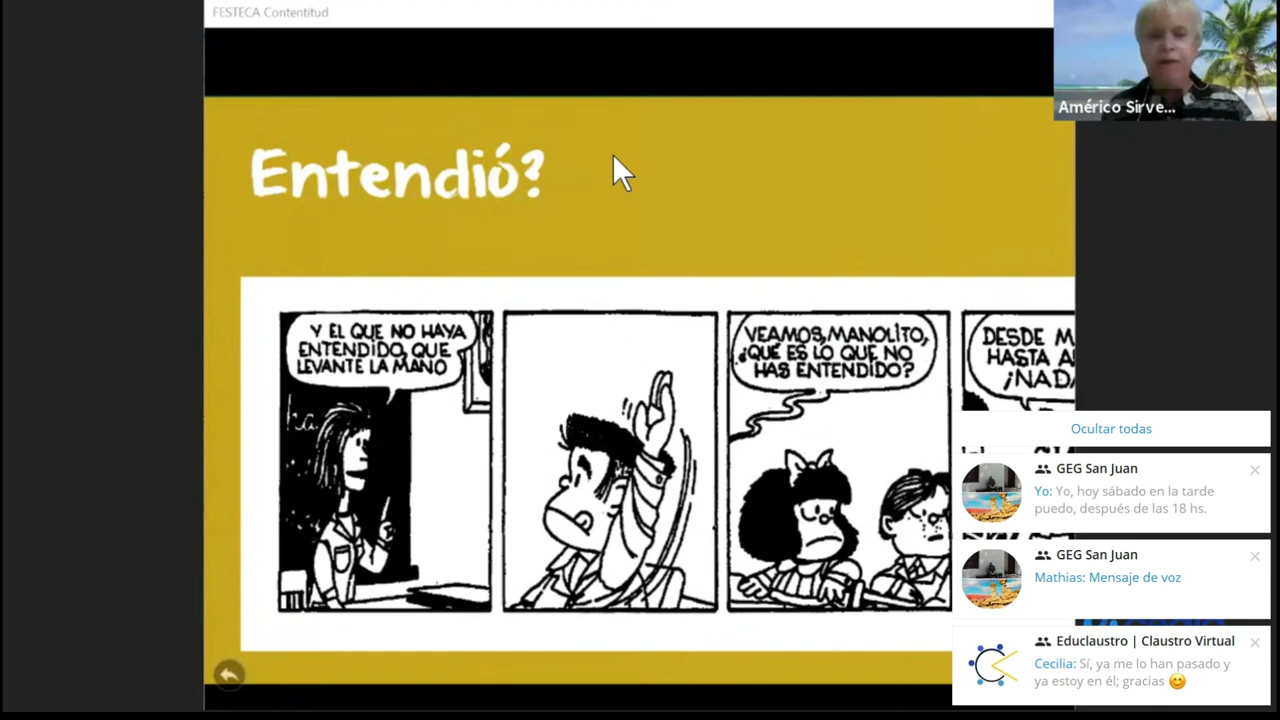 FESTECA Contentitud
Américo Sirve...
Entendió?
Y EL QUE NO HAYA
ENTENDIDO, QUE
LEVANTE LA MANO
ha
VEAMOS, MANOLITO,
¿QUÉ ES LO QUE NO
HAS ENTENDIDO?
DESDE M
HASTA A
¡NADA
Ocultar todas
GEG San Juan
Yo: Yo, hoy sábado en la tarde
puedo, después de las 18 hs.
GEG San Juan
Mathias: Mensaje de voz
Educlaustro | Claustro Virtual
Cecilia: Sí, ya me lo han pasado y
ya estoy en él; gracias 😊